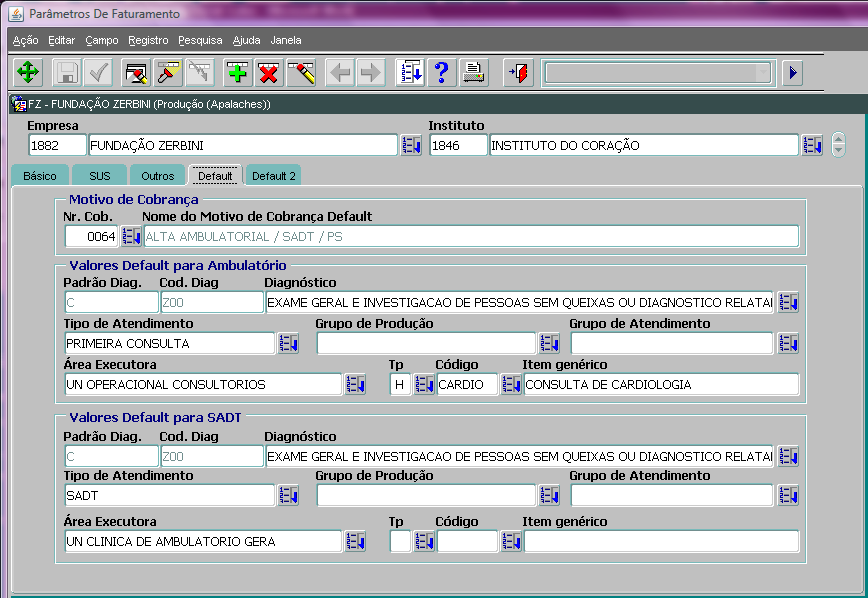 Parâmetros De Faturamento
Ação Editar Campo Registro Pesquisa Ajuda Janela
FZ - FUNDAÇÃO ZERBINI (Produção (Apalaches))
Empresa Instituto
1882 FUNDAÇÃO ZERBINI 1846 INSTITUTO DO CORAÇÃO
Básico SUS Outros Default Default 2
Motivo de Cobrança
Nr. Cob. Nome do Motivo de Cobrança Default
0064 ALTA AMBULATORIAL / SADT / PS
Valores Default para Ambulatório
Padrão Diag. Cod. Diag Diagnóstico
C Z00 EXAME GERAL E INVESTIGACAO DE PESSOAS SEM QUEIXAS OU DIAGNOSTICO RELATA
Tipo de Atendimento Grupo de Produção Grupo de Atendimento
PRIMEIRA CONSULTA
Área Executora Tp Código Item genérico
UN OPERACIONAL CONSULTORIOS H CARDIO CONSULTA DE CARDIOLOGIA
Valores Default para SADT
Padrão Diag. Cod. Diag Diagnóstico
C Z00 EXAME GERAL E INVESTIGACAO DE PESSOAS SEM QUEIXAS OU DIAGNOSTICO RELATA
Tipo de Atendimento Grupo de Produção Grupo de Atendimento
SADT
Área Executora Tp Código Item genérico
UN CLINICA DE AMBULATORIO GERA